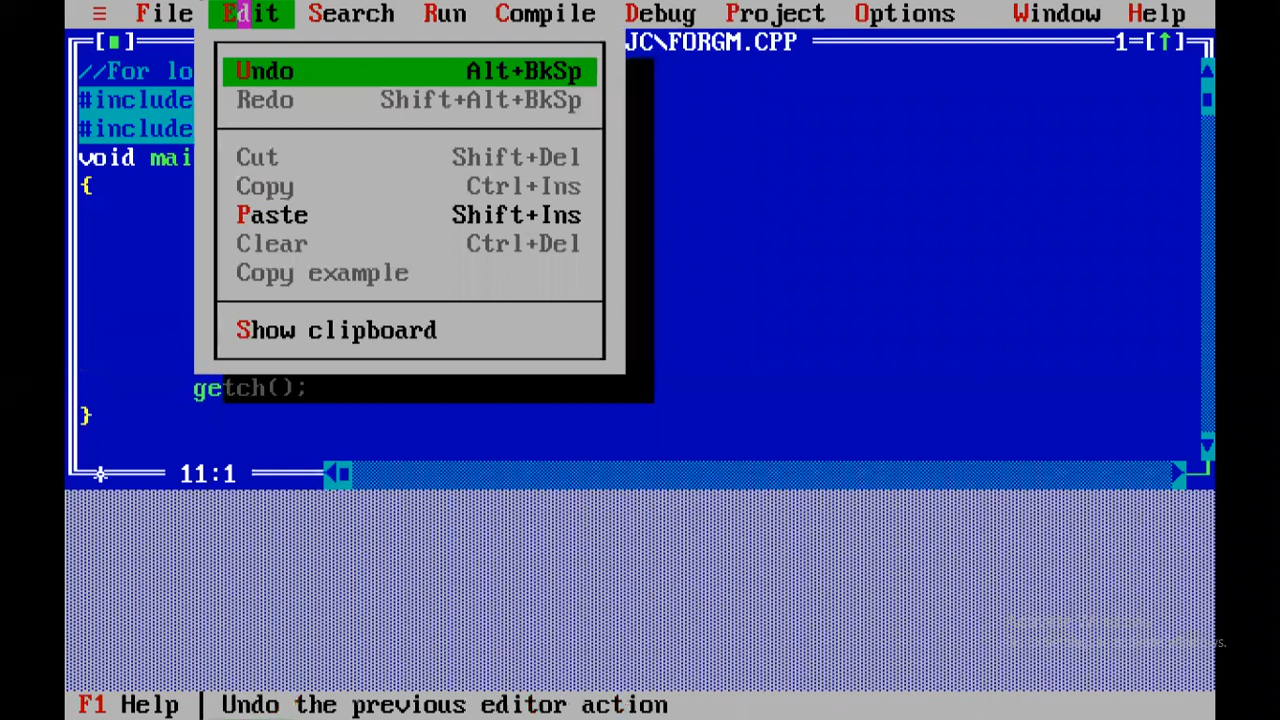 ≡ File Edit Search Run Compile Debug Project Options Window Help
[■] JC\FORGM.CPP 1=[↑]
//For lo
#include
#include
void mai
{
Undo Alt+BkSp
Redo Shift+Alt+BkSp
Cut Shift+Del
Copy Ctrl+Ins
Paste Shift+Ins
Clear Ctrl+Del
Copy example
Show clipboard
getch();
}
11:1
F1 Help Undo the previous editor action